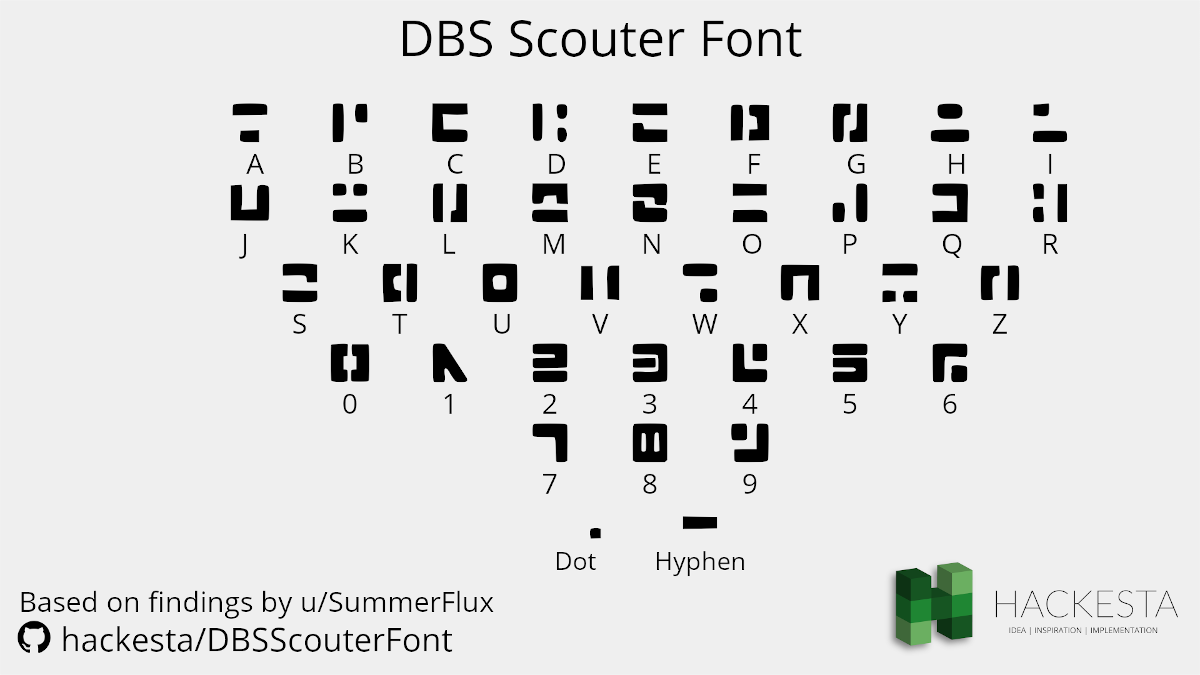 DBS Scouter Font
A B C D E F G H I
J K L M N O P Q R
S T U V W X Y Z
0 1 2 3 4 5 6
7 8 9
Dot Hyphen
Based on findings by u/SummerFlux
hackesta/DBSScouterFont
HACKESTA
IDEA | INSPIRATION | IMPLEMENTATION